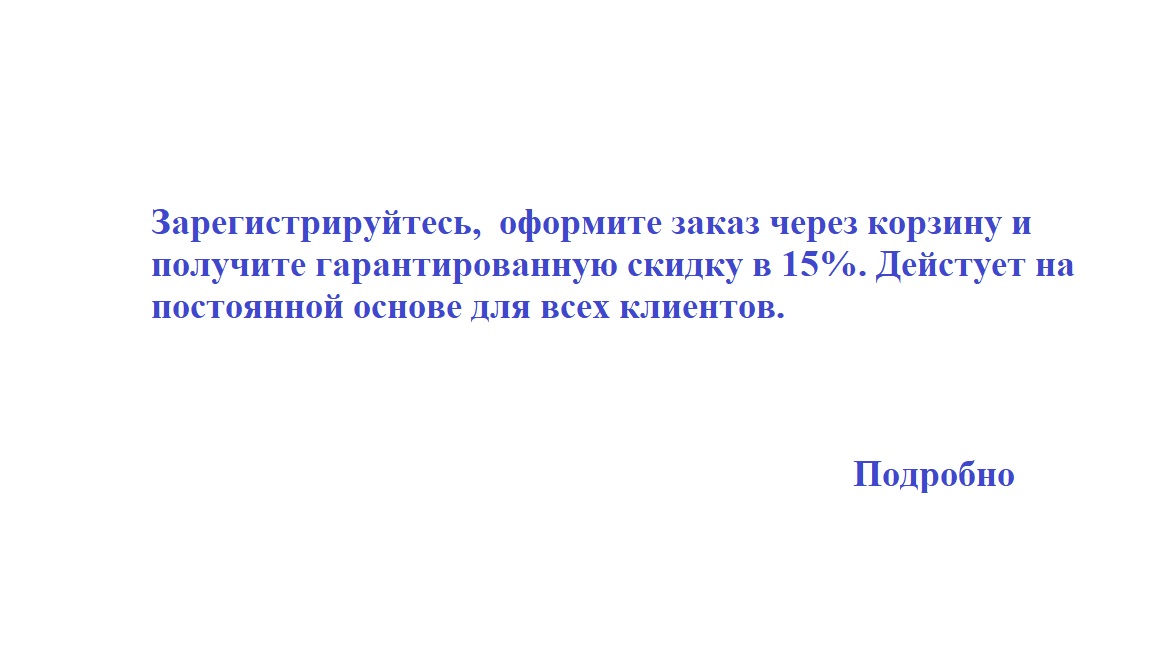 Зарегистрируйтесь,  оформите заказ через корзину и
получите гарантированную скидку в 15%. Дейстует на
постоянной основе для всех клиентов.
Подробно